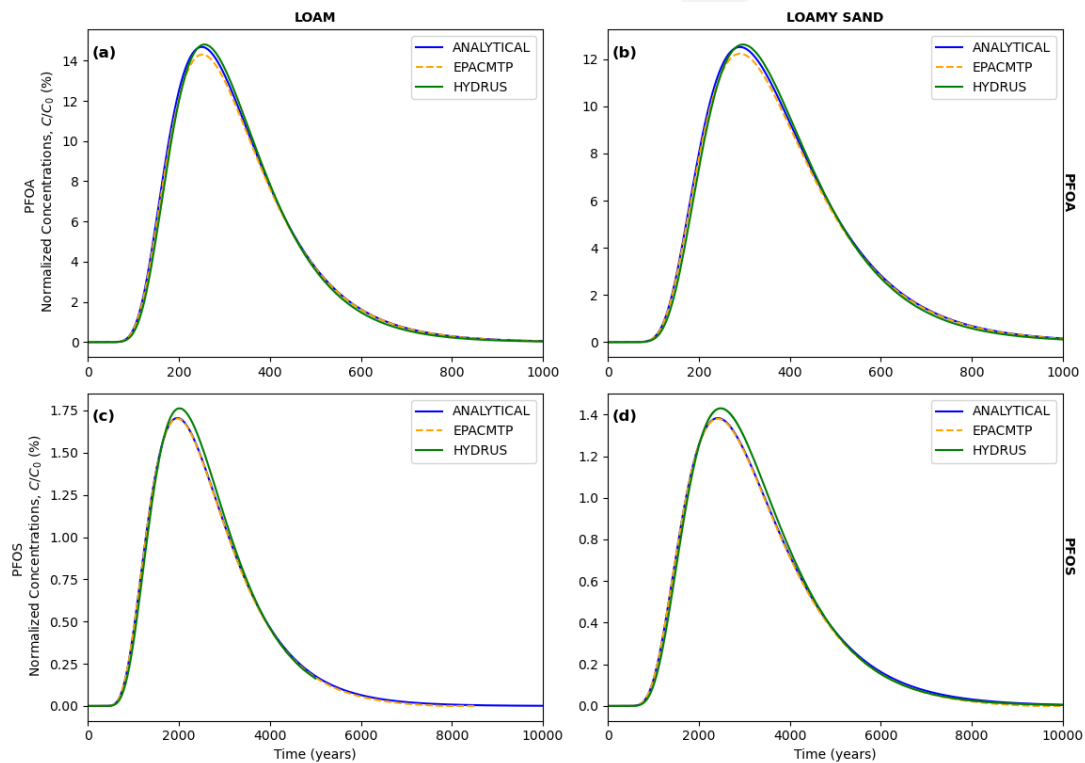 LOAM
LOAMY SAND
(a)
ANALYTICAL
EPACMTP
HYDRUS
PFOA
Normalized Concentrations, C/C0 (%)
14
12
10
8
6
4
2
0
0 200 400 600 800 1000
(b)
ANALYTICAL
EPACMTP
HYDRUS
12
10
8
6
4
2
0
0 200 400 600 800 1000
PFOA
(c)
ANALYTICAL
EPACMTP
HYDRUS
PFOS
Normalized Concentrations, C/C0 (%)
1.75
1.50
1.25
1.00
0.75
0.50
0.25
0.00
0 2000 4000 6000 8000 10000
Time (years)
(d)
ANALYTICAL
EPACMTP
HYDRUS
1.4
1.2
1.0
0.8
0.6
0.4
0.2
0.0
0 2000 4000 6000 8000 10000
Time (years)
PFOS